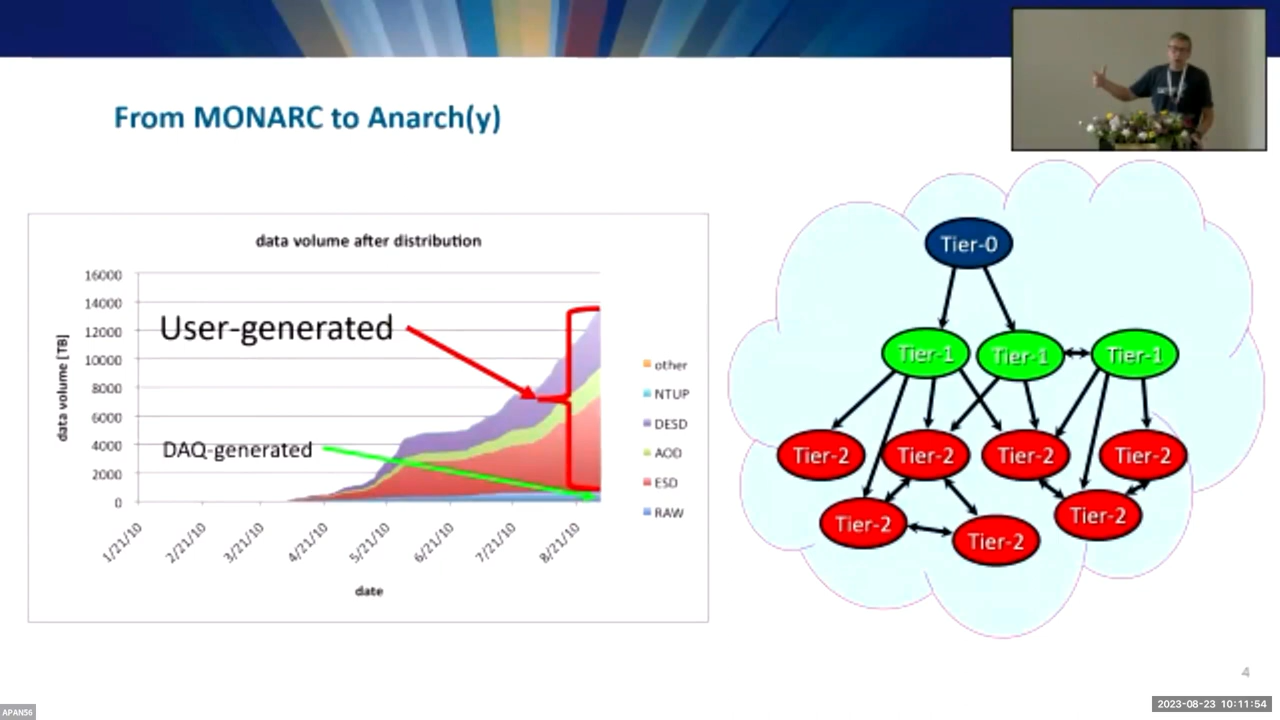 From MONARC to Anarch(y)
data volume after distribution
data volume [TB]
16000
14000
12000
10000
8000
6000
4000
2000
0
User-generated
DAQ-generated
1/21/10
2/21/10
3/21/10
4/21/10
5/21/10
6/21/10
7/21/10
8/21/10
date
other
NTUP
DESD
AOD
ESD
RAW
Tier-0
Tier-1 Tier-1 Tier-1
Tier-2 Tier-2 Tier-2 Tier-2
Tier-2 Tier-2 Tier-2
4
APAN56
2023-08-23 10:11:54